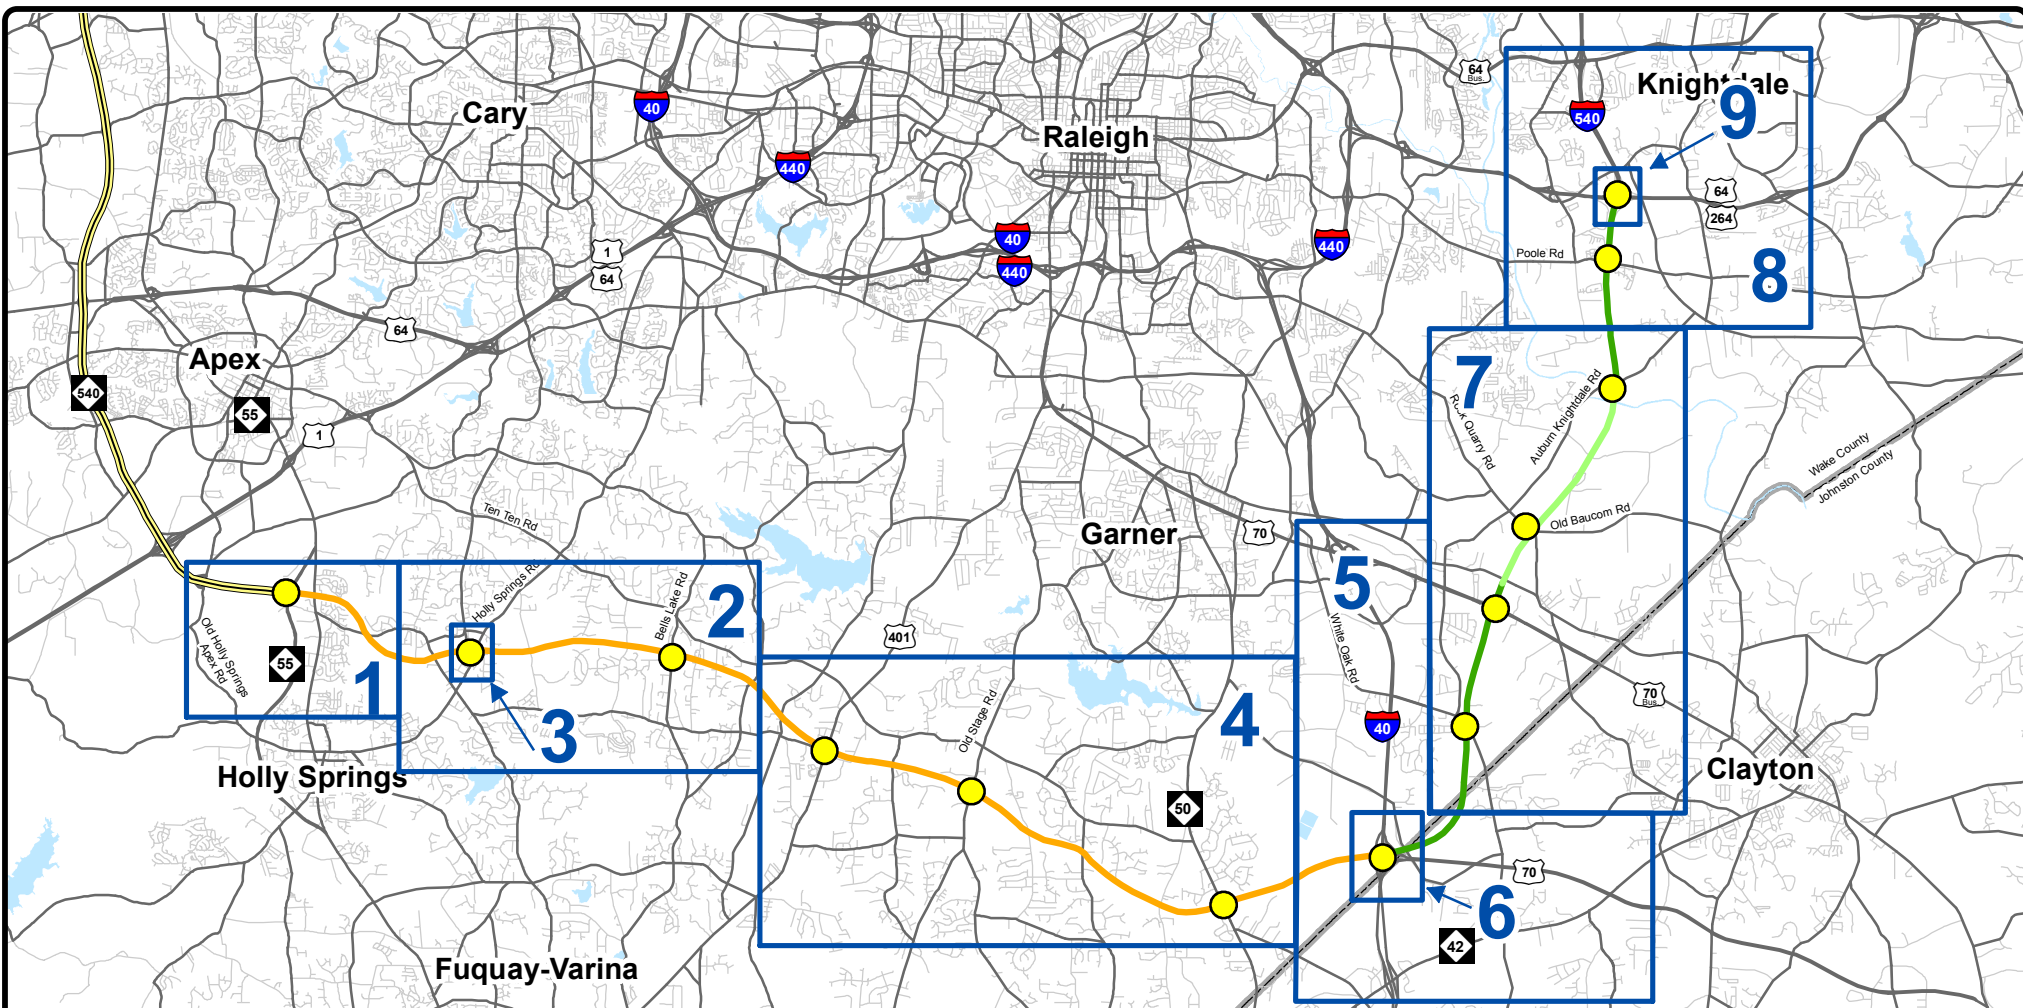 64
Bus.
Knightdale
9
Cary
40
540
Raleigh
440
64
264
40
440
1
64
440
Poole Rd
8
64
Apex
7
540
55
1
Rock Quarry Rd
Auburn Knightdale Rd
Wake County
Johnston County
Ten Ten Rd
Garner
70
Old Baucom Rd
5
Holly Springs Rd
Bells Lake Rd
2
401
White Oak Rd
Old Holly Springs
Apex Rd
55
1
3
Old Stage Rd
4
40
70
Bus.
Holly Springs
Clayton
50
70
6
42
Fuquay-Varina